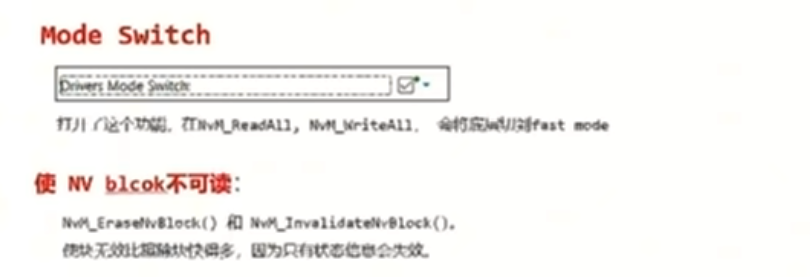 Mode Switch
Drivers Mode Switch:
打开了这个功能，在NvM_ReadAll, NvM_WriteAll， 会将底层切到fast mode
使 NV blcok不可读：
NvM_EraseNvBlock() 和 NvM_InvalidateNvBlock()。
使块无效比擦除块快得多，因为只有状态信息会失效。